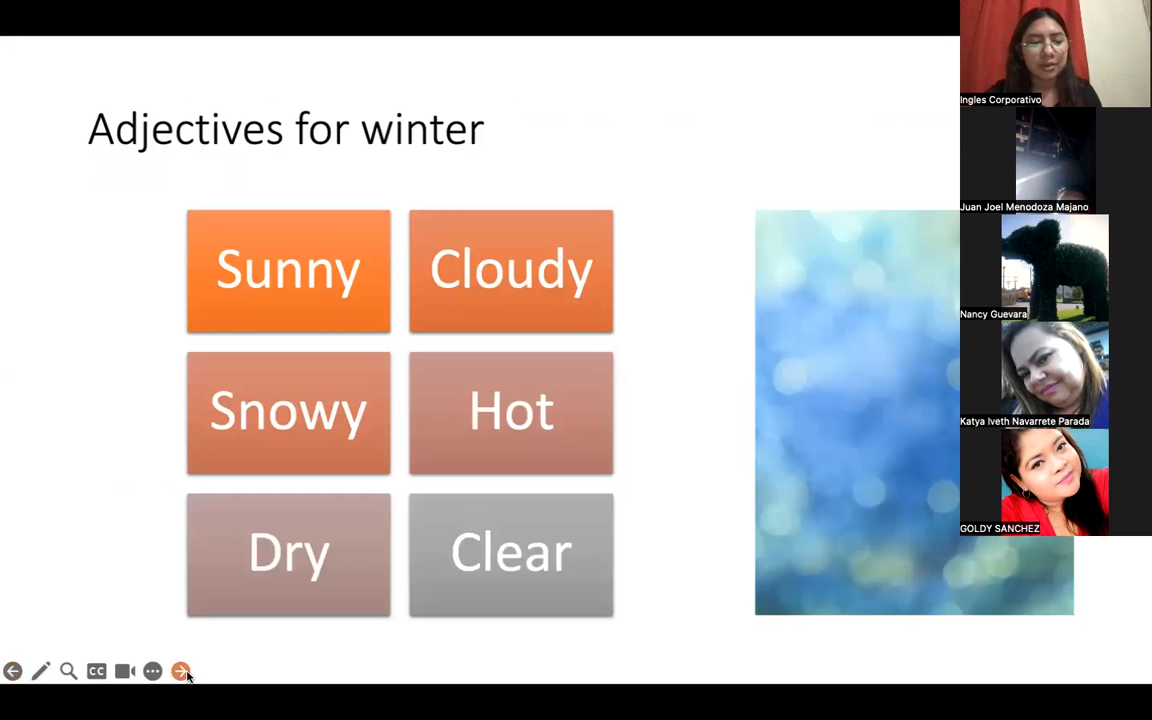 Adjectives for winter
Sunny
Cloudy
Snowy
Hot
Dry
Clear
Ingles Corporativo
Juan Joel Menodoza Majano
Nancy Guevara
Katya Iveth Navarrete Parada
GOLDY SANCHEZ
CC